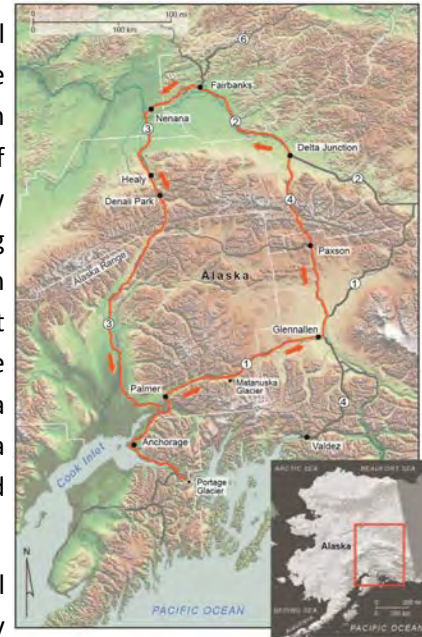 l
e
n
f
y
g
n
t
e
a
a
d
l
y
0 100 mi
0 100 km
6
Fairbanks
3
Nenana
2
Delta Junction
2
Healy
4
Denali Park
Paxson
Alaska Range
Alaska
1
3
Glennallen
1
Matanuska
Glacier
Palmer
4
Anchorage
Valdez
Cook Inlet
Portage
Glacier
N
PACIFIC OCEAN
ARCTIC SEA
BEAUFORT SEA
Alaska
BERING SEA
PACIFIC OCEAN